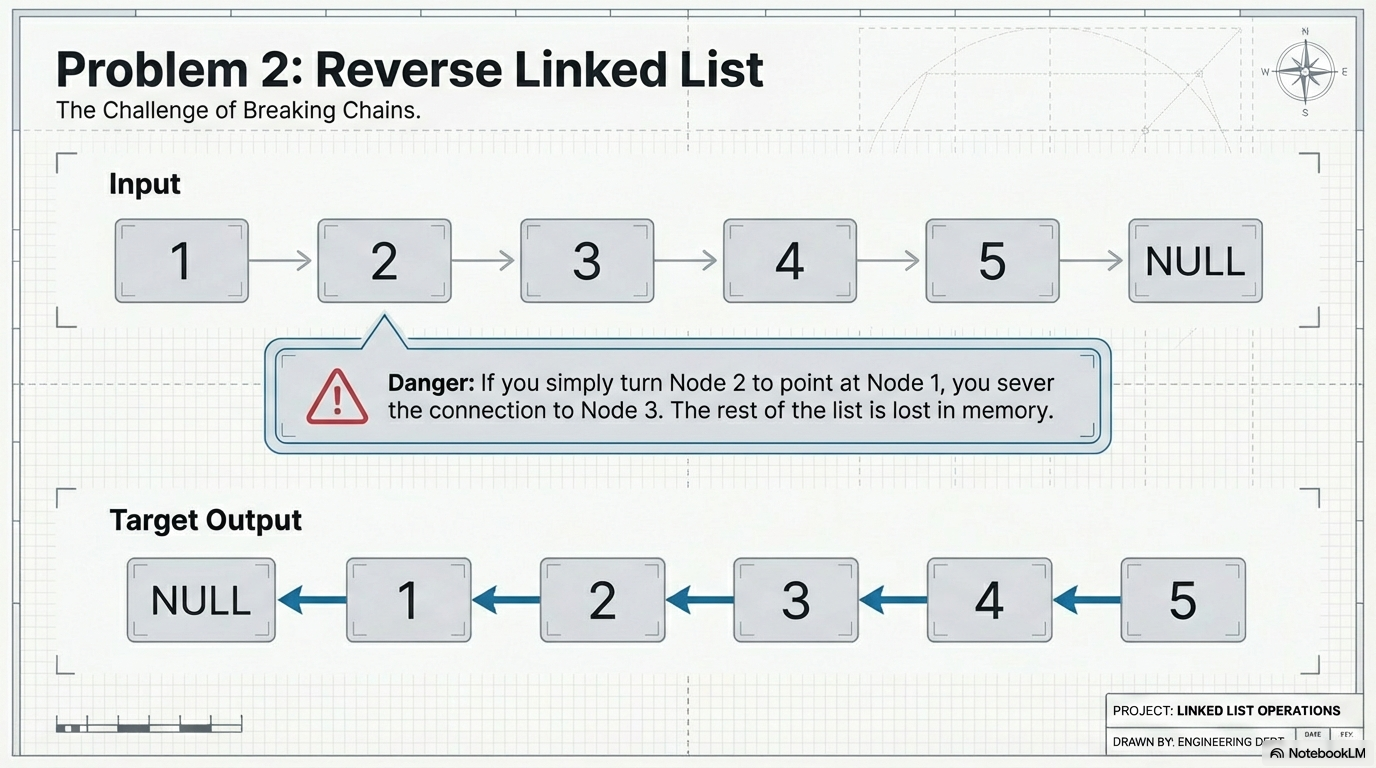 Problem 2: Reverse Linked List
The Challenge of Breaking Chains.
N
W E
S
Input
1 2 3 4 5 NULL
Danger: If you simply turn Node 2 to point at Node 1, you sever
the connection to Node 3. The rest of the list is lost in memory.
Target Output
NULL 1 2 3 4 5
PROJECT: LINKED LIST OPERATIONS
DRAWN BY: ENGINEERING
DATE
NotebookLM